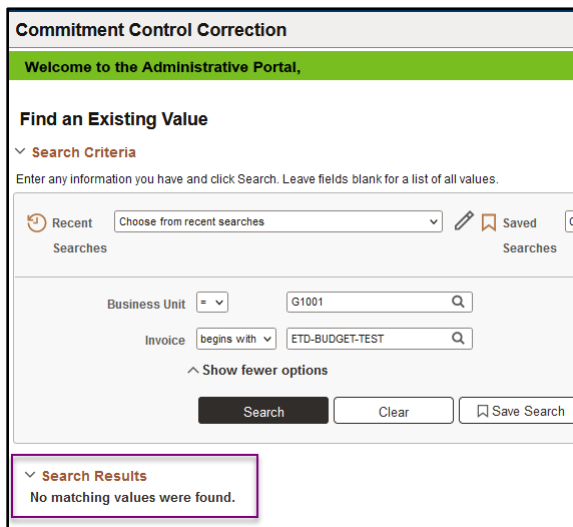 Commitment Control Correction
Welcome to the Administrative Portal,
Find an Existing Value
Search Criteria
Enter any information you have and click Search. Leave fields blank for a list of all values.
Recent Searches Choose from recent searches Saved Searches
Business Unit = G1001
Invoice begins with ETD-BUDGET-TEST
Show fewer options
Search Clear Save Search
Search Results
No matching values were found.